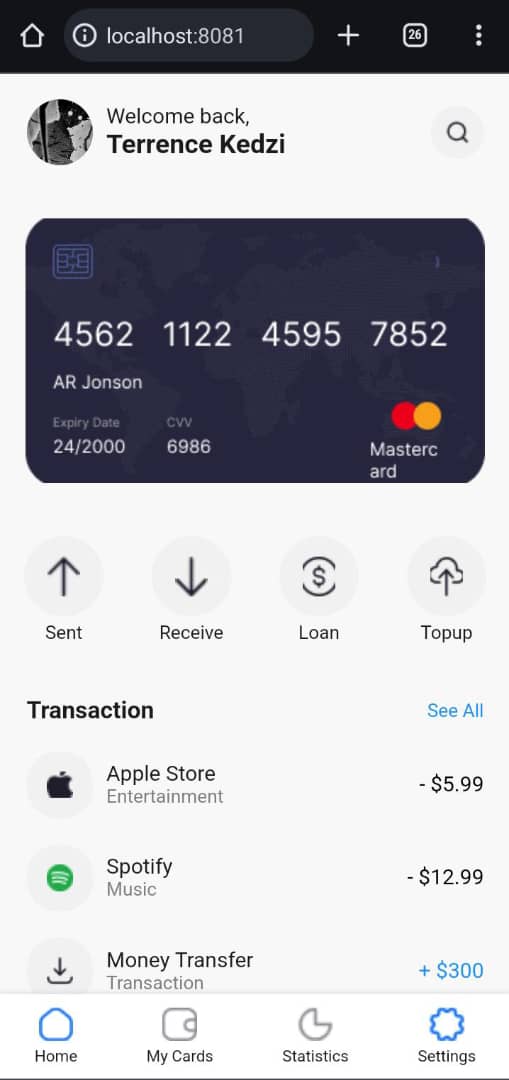 localhost:8081
26
Welcome back,
Terrence Kedzi
4562 1122 4595 7852
AR Jonson
Expiry Date CVV
24/2000 6986
Masterc
ard
Sent Receive Loan Topup
Transaction See All
Apple Store
Entertainment
- $5.99
Spotify
Music
- $12.99
Money Transfer
Transaction
+ $300
Home My Cards Statistics Settings